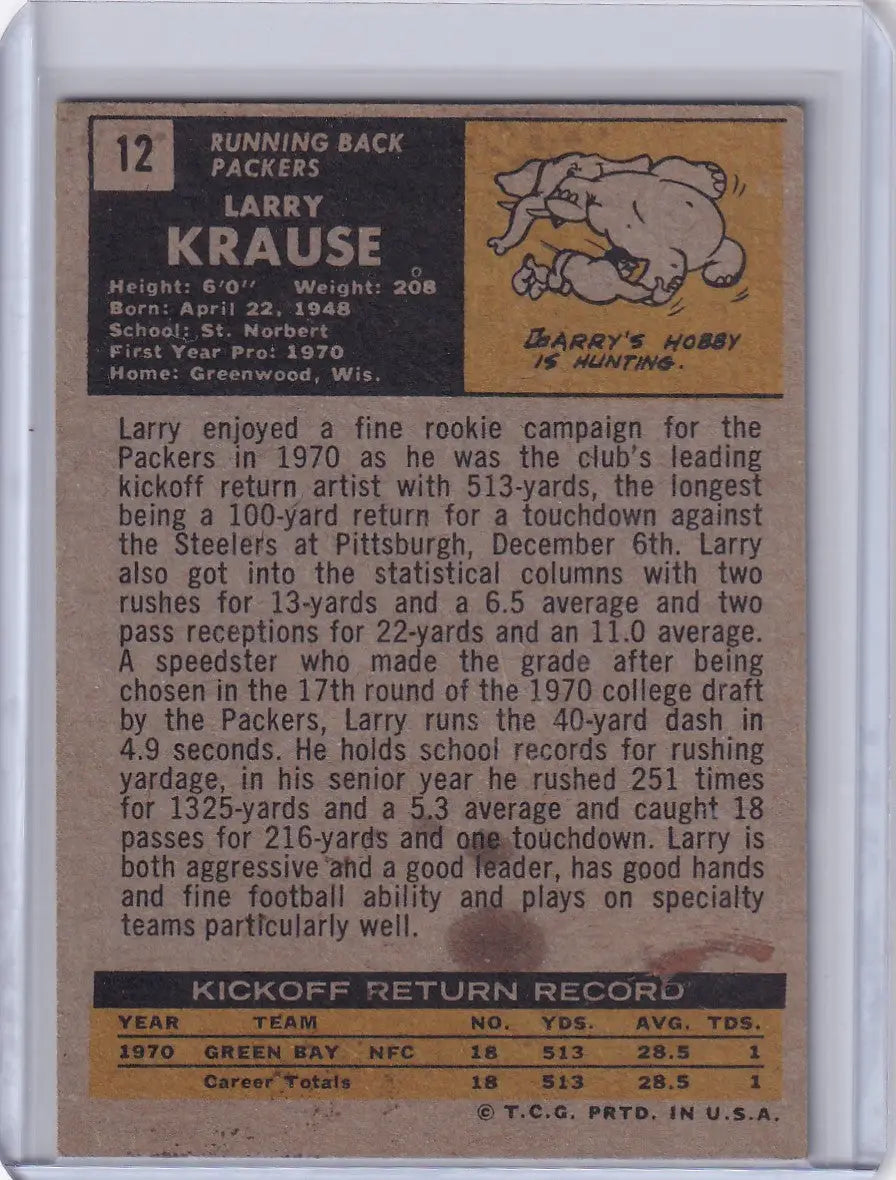 12
RUNNING BACK
PACKERS
LARRY
KRAUSE
Height: 6'0" Weight: 208
Born: April 22, 1948
School: St. Norbert
First Year Pro: 1970
Home: Greenwood, Wis.
LARRY'S HOBBY
IS HUNTING.
Larry enjoyed a fine rookie campaign for the
Packers in 1970 as he was the club's leading
kickoff return artist with 513-yards, the longest
being a 100-yard return for a touchdown against
the Steelers at Pittsburgh, December 6th. Larry
also got into the statistical columns with two
rushes for 13-yards and a 6.5 average and two
pass receptions for 22-yards and an 11.0 average.
A speedster who made the grade after being
chosen in the 17th round of the 1970 college draft
by the Packers, Larry runs the 40-yard dash in
4.9 seconds. He holds school records for rushing
yardage, in his senior year he rushed 251 times
for 1325-yards and a 5.3 average and caught 18
passes for 216-yards and one touchdown. Larry is
both aggressive and a good leader, has good hands
and fine football ability and plays on specialty
teams particularly well.
KICKOFF RETURN RECORD
YEAR TEAM NO. YDS. AVG. TDS.
1970 GREEN BAY NFC 18 513 28.5 1
Career Totals 18 513 28.5 1
© T.C.G. PRTD. IN U.S.A.